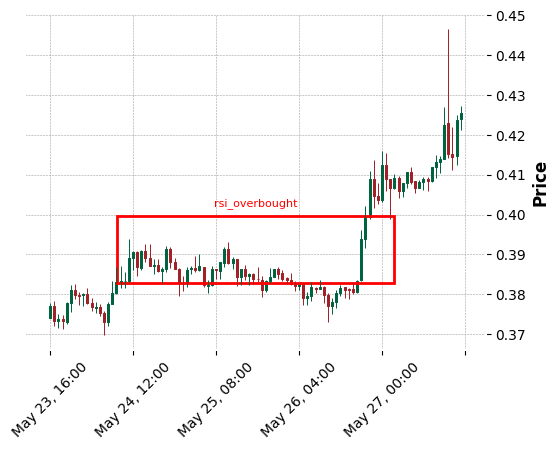 0.45
0.44
0.43
0.42
0.41
0.40
0.39
0.38
0.37
Price
rsi_overbought
May 23, 16:00
May 24, 12:00
May 25, 08:00
May 26, 04:00
May 27, 00:00